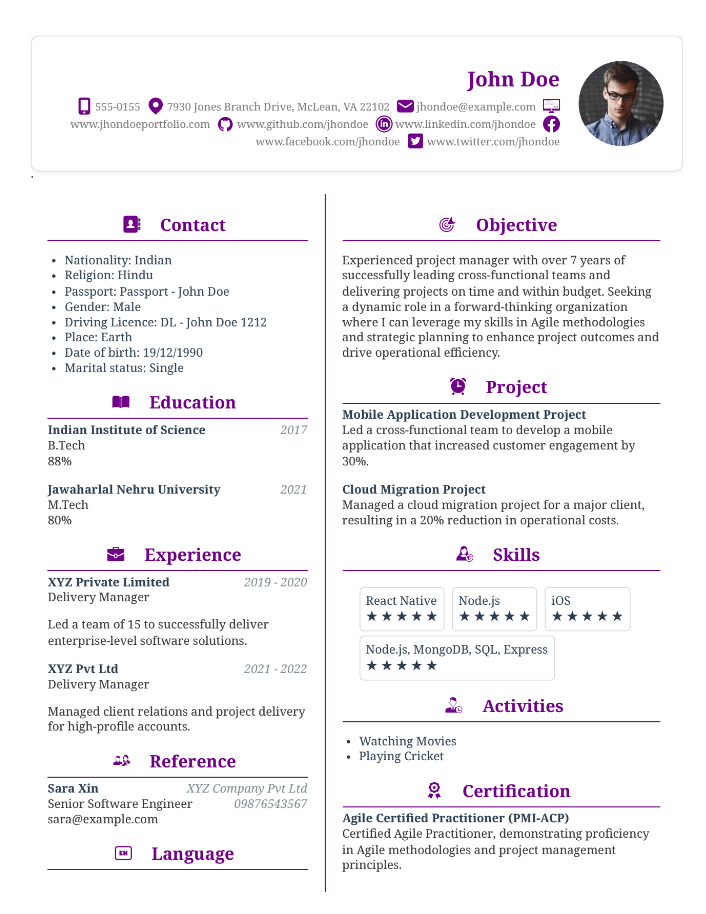 John Doe
555-0155 7930 Jones Branch Drive, McLean, VA 22102 jhondoe@example.com
www.jhondoeportfolio.com www.github.com/jhondoe www.linkedin.com/jhondoe
www.facebook.com/jhondoe www.twitter.com/jhondoe
.
Contact
• Nationality: Indian
• Religion: Hindu
• Passport: Passport - John Doe
• Gender: Male
• Driving Licence: DL - John Doe 1212
• Place: Earth
• Date of birth: 19/12/1990
• Marital status: Single
Education
Indian Institute of Science 2017
B.Tech
88%
Jawaharlal Nehru University 2021
M.Tech
80%
Experience
XYZ Private Limited 2019 - 2020
Delivery Manager
Led a team of 15 to successfully deliver
enterprise-level software solutions.
XYZ Pvt Ltd 2021 - 2022
Delivery Manager
Managed client relations and project delivery
for high-profile accounts.
Reference
Sara Xin XYZ Company Pvt Ltd
Senior Software Engineer 09876543567
sara@example.com
EN Language
Objective
Experienced project manager with over 7 years of
successfully leading cross-functional teams and
delivering projects on time and within budget. Seeking
a dynamic role in a forward-thinking organization
where I can leverage my skills in Agile methodologies
and strategic planning to enhance project outcomes and
drive operational efficiency.
Project
Mobile Application Development Project
Led a cross-functional team to develop a mobile
application that increased customer engagement by
30%.
Cloud Migration Project
Managed a cloud migration project for a major client,
resulting in a 20% reduction in operational costs.
Skills
React Native Node.js iOS
★★★★★ ★★★★★ ★★★★★
Node.js, MongoDB, SQL, Express
★★★★★
Activities
• Watching Movies
• Playing Cricket
Certification
Agile Certified Practitioner (PMI-ACP)
Certified Agile Practitioner, demonstrating proficiency
in Agile methodologies and project management
principles.